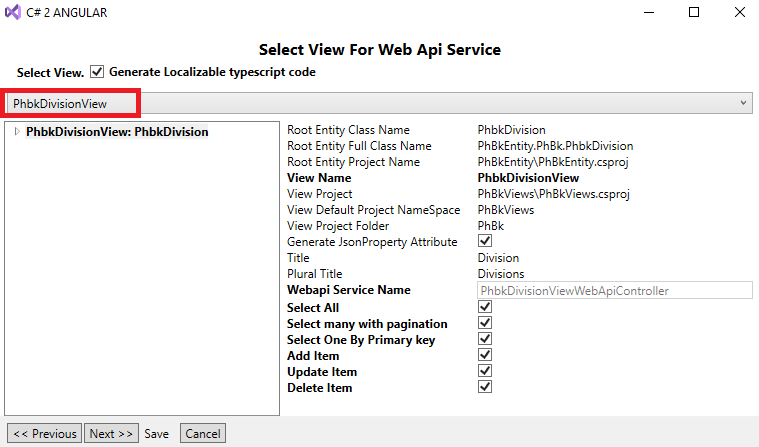 C# 2 ANGULAR
Select View For Web Api Service
Select View. Generate Localizable typescript code
PhbkDivisionView
PhbkDivisionView: PhbkDivision
Root Entity Class Name PhbkDivision
Root Entity Full Class Name PhBkEntity.PhBk.PhbkDivision
Root Entity Project Name PhBkEntity\PhBkEntity.csproj
View Name PhbkDivisionView
View Project PhBkViews\PhBkViews.csproj
View Default Project NameSpace PhBkViews
View Project Folder PhBk
Generate JsonProperty Attribute
Title Division
Plural Title Divisions
Webapi Service Name PhbkDivisionViewWebApiController
Select All
Select many with pagination
Select One By Primary key
Add Item
Update Item
Delete Item
<< Previous Next >> Save Cancel